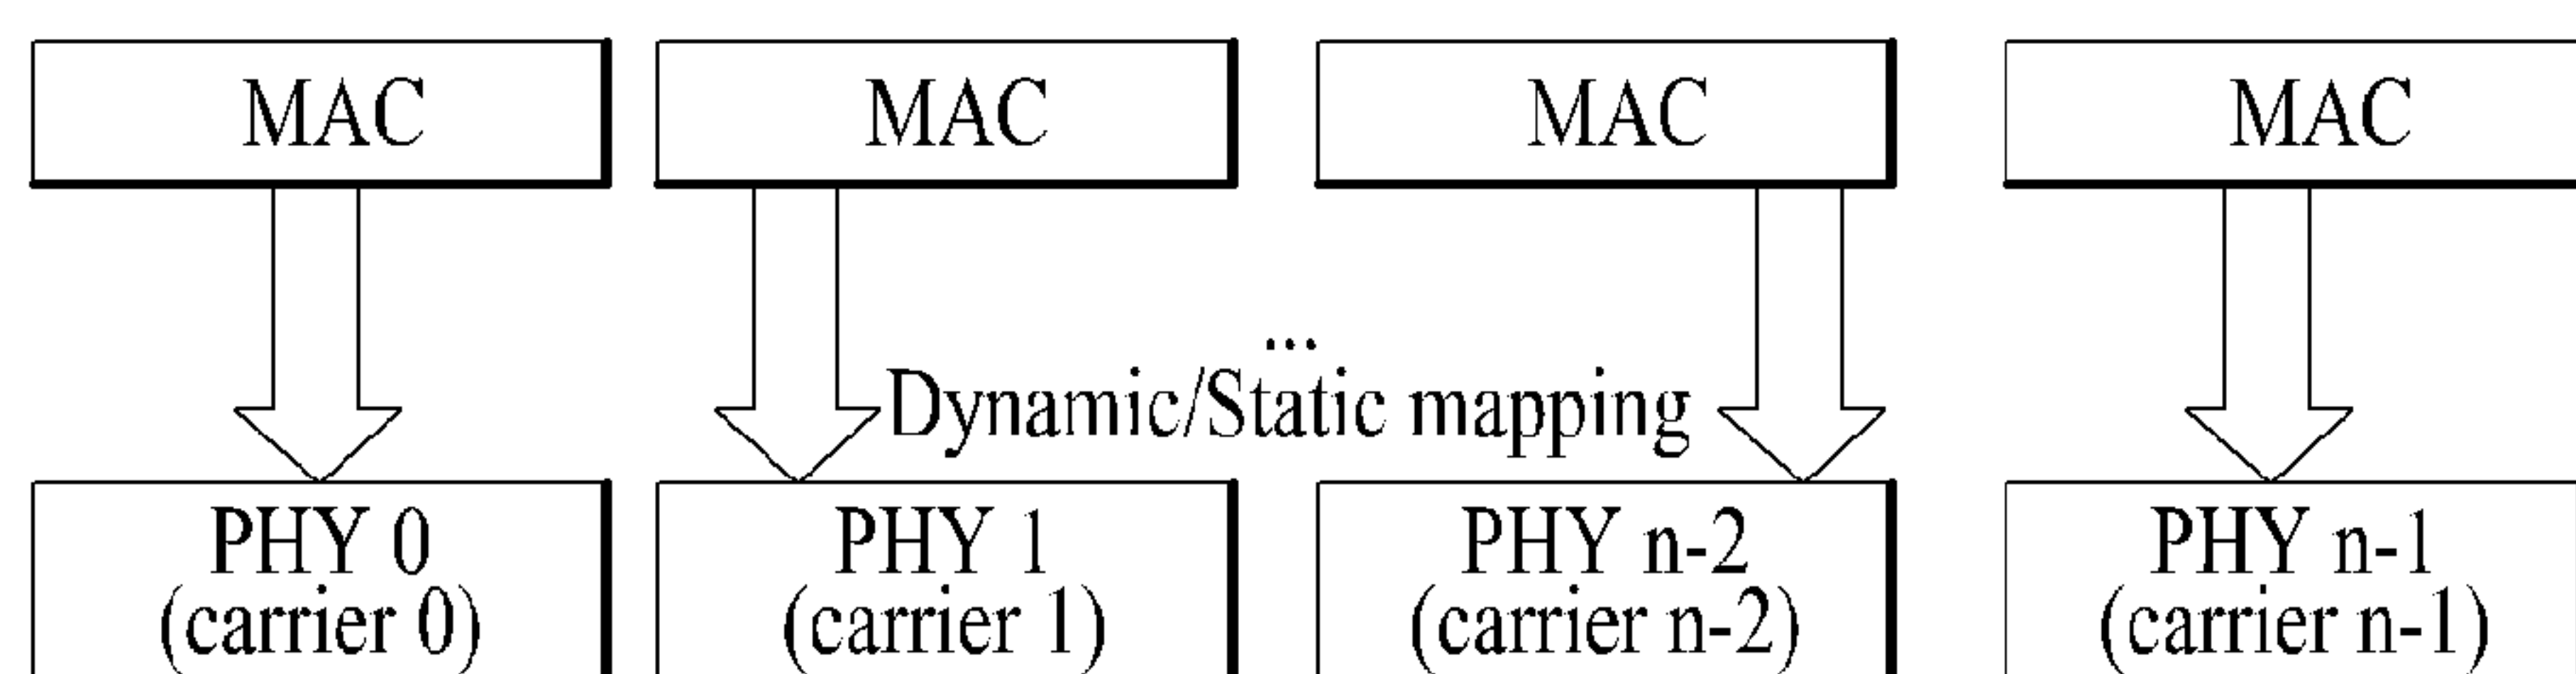 MAC MAC MAC MAC
...
Dynamic/Static mapping
PHY 0 PHY 1 PHY n-2 PHY n-1
(carrier 0) (carrier 1) (carrier n-2) (carrier n-1)